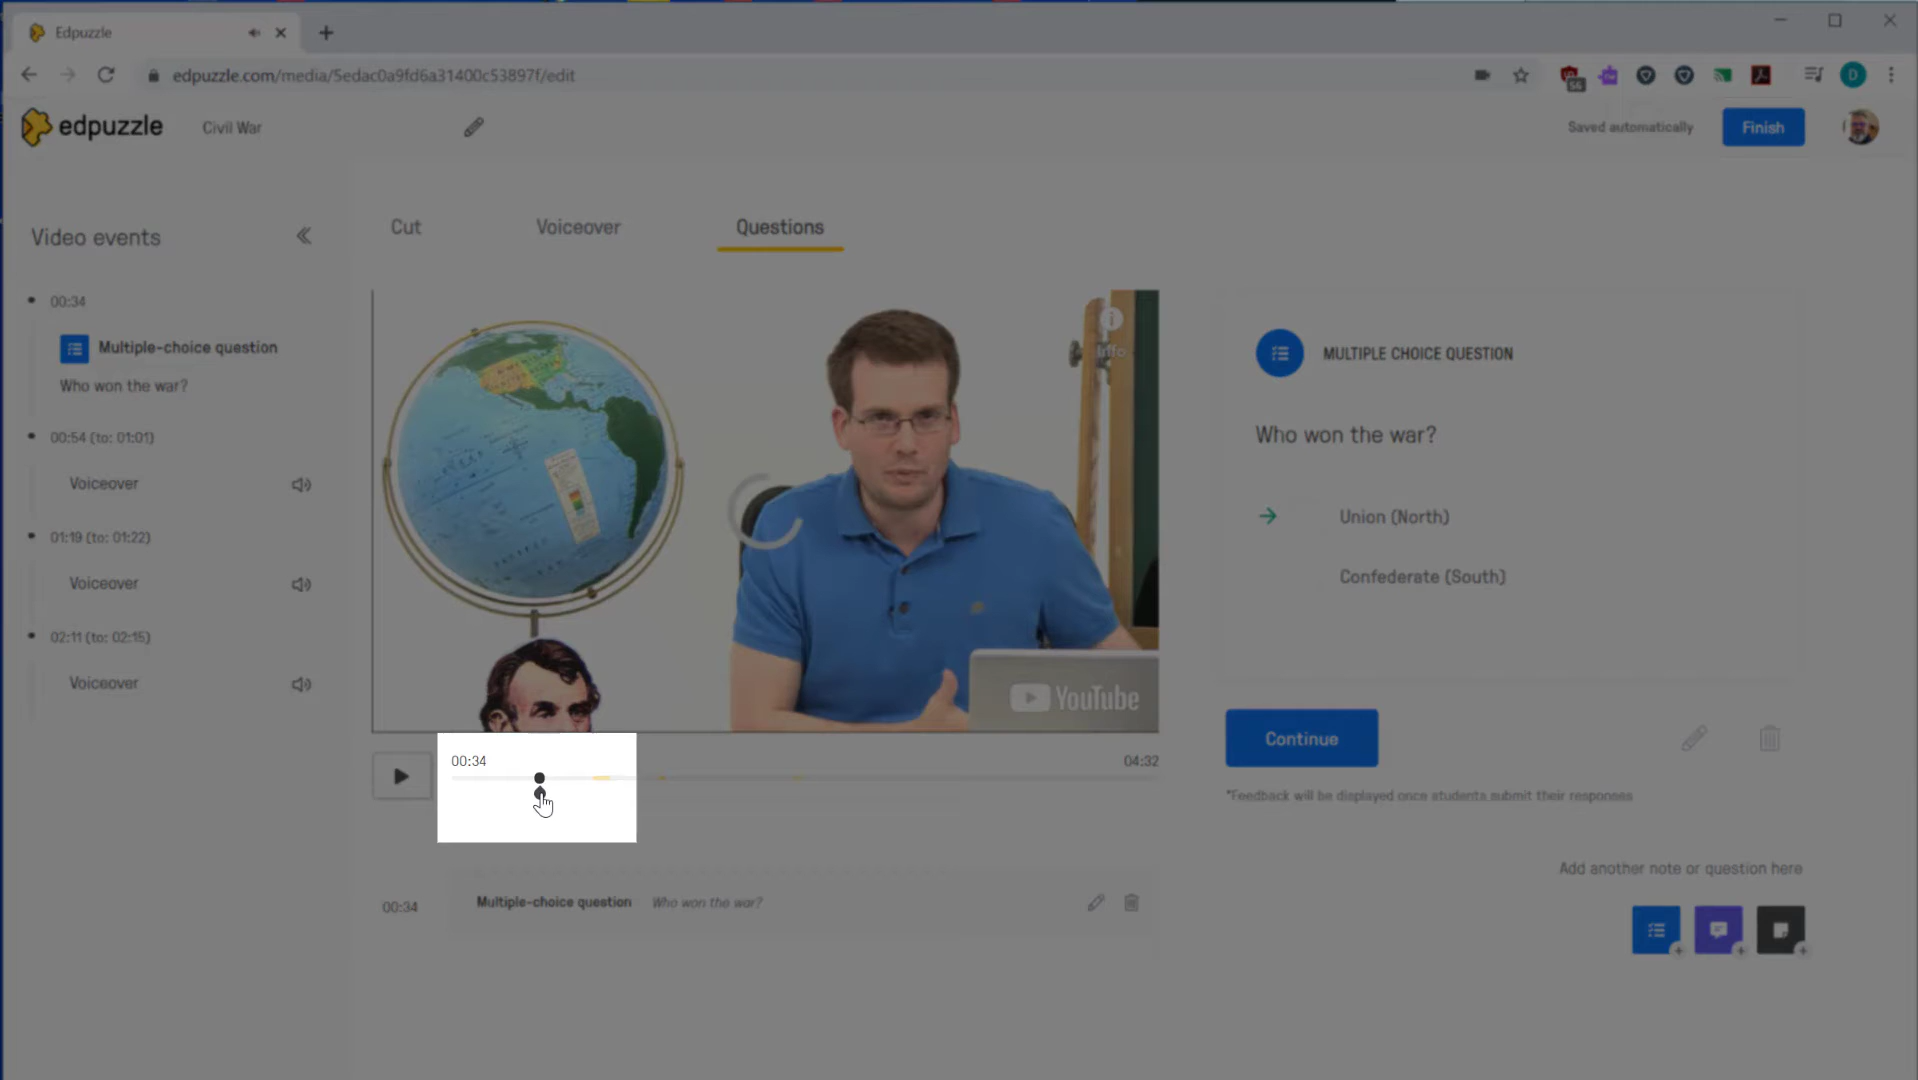 Edpuzzle
edpuzzle.com/media/5edac0a9fd6a31400c53897f/edit
56
D
edpuzzle
Civil War
Saved automatically
Finish
Video events
Cut
Voiceover
Questions
00:34
Multiple-choice question
Who won the war?
00:54 (to: 01:01)
Voiceover
01:19 (to: 01:22)
Voiceover
02:11 (to: 02:15)
Voiceover
i
Info
YouTube
00:34
04:32
00:34
Multiple-choice question Who won the war?
MULTIPLE CHOICE QUESTION
Who won the war?
Union (North)
Confederate (South)
Continue
*Feedback will be displayed once students submit their responses
Add another note or question here